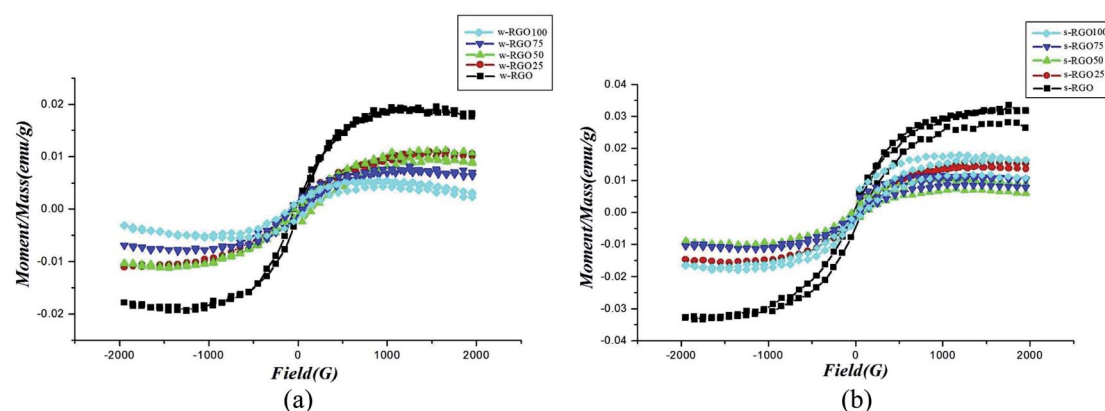 w-RGO100
w-RGO75
w-RGO50
w-RGO25
w-RGO
0.02
0.01
0.00
-0.01
-0.02
Moment/Mass(emu/g)
-2000 -1000 0 1000 2000
Field(G)
(a)
s-RGO100
s-RGO75
s-RGO50
s-RGO25
s-RGO
0.04
0.03
0.02
0.01
0.00
-0.01
-0.02
-0.03
-0.04
Moment/Mass(emu/g)
-2000 -1000 0 1000 2000
Field(G)
(b)